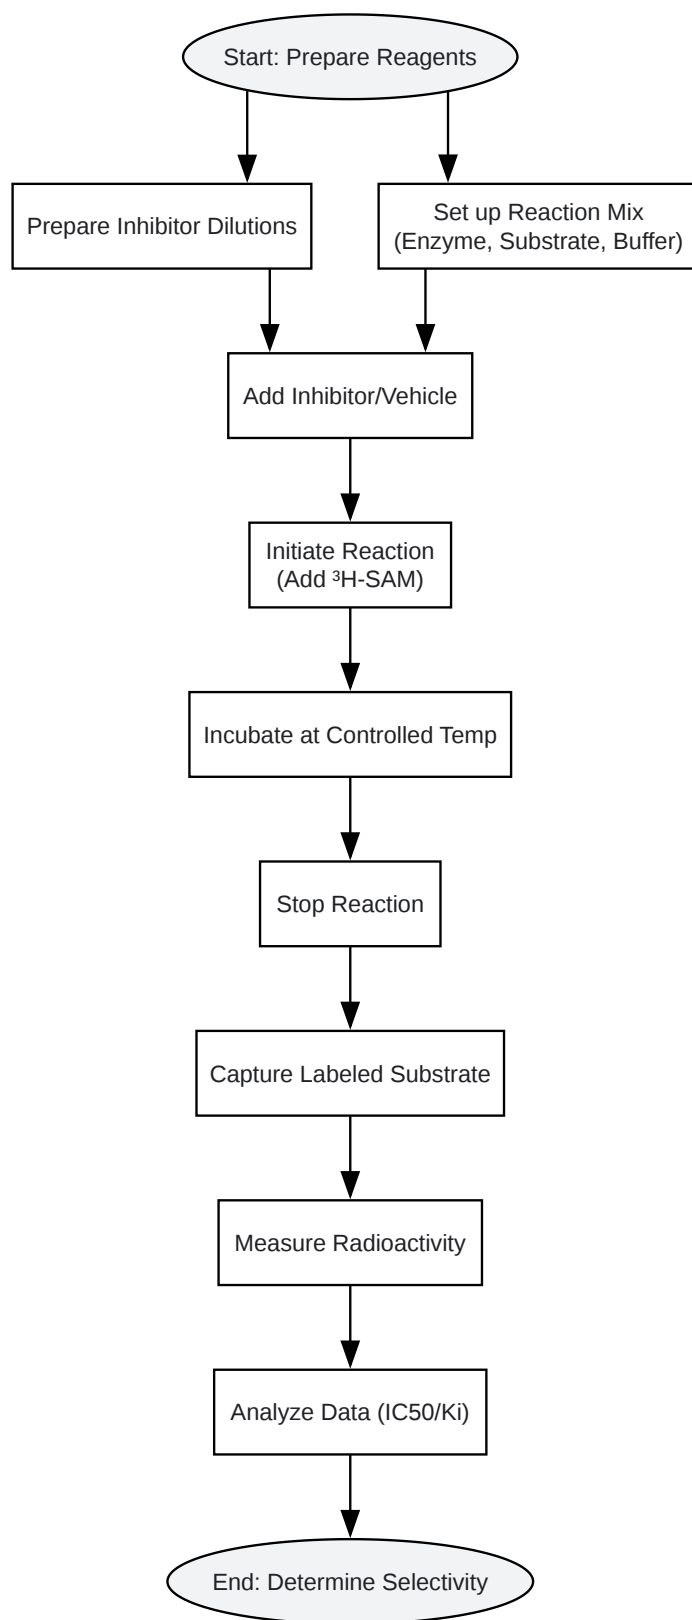 Start: Prepare Reagents
Prepare Inhibitor Dilutions
Set up Reaction Mix
(Enzyme, Substrate, Buffer)
Add Inhibitor/Vehicle
Initiate Reaction
(Add ³H-SAM)
Incubate at Controlled Temp
Stop Reaction
Capture Labeled Substrate
Measure Radioactivity
Analyze Data (IC50/Ki)
End: Determine Selectivity